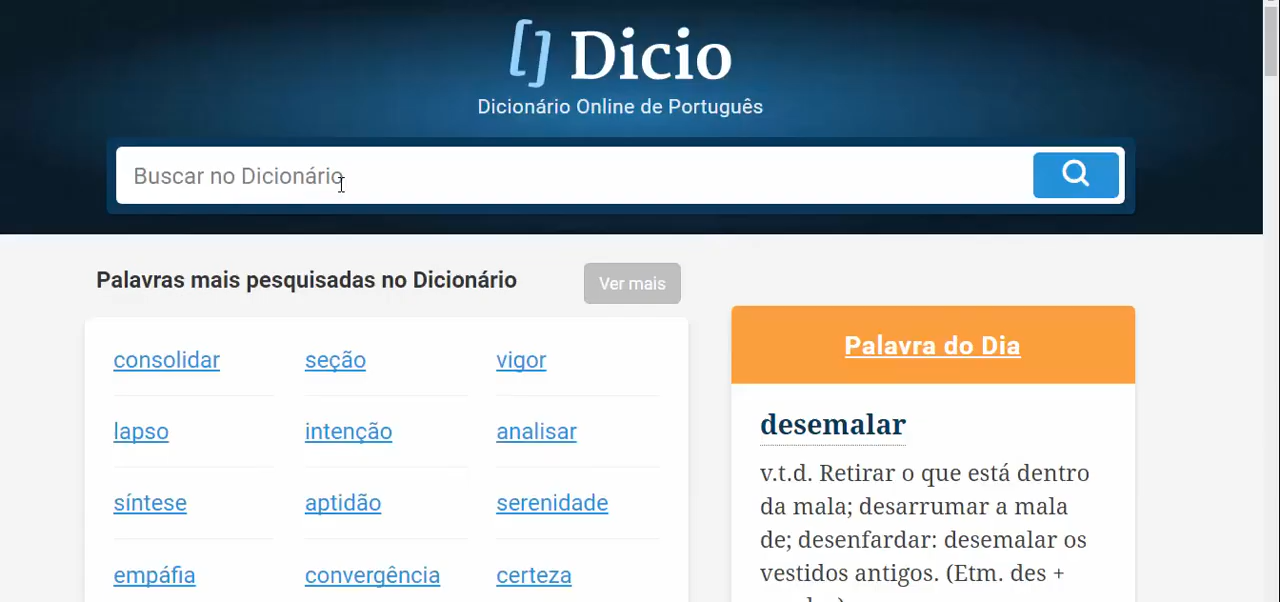 [] Dicio
Dicionário Online de Português
Buscar no Dicionário
Palavras mais pesquisadas no Dicionário
Ver mais
consolidar seção vigor
lapso intenção analisar
síntese aptidão serenidade
empáfia convergência certeza
Palavra do Dia
desemalar
v.t.d. Retirar o que está dentro
da mala; desarrumar a mala
de; desenfardar: desemalar os
vestidos antigos. (Etm. des +